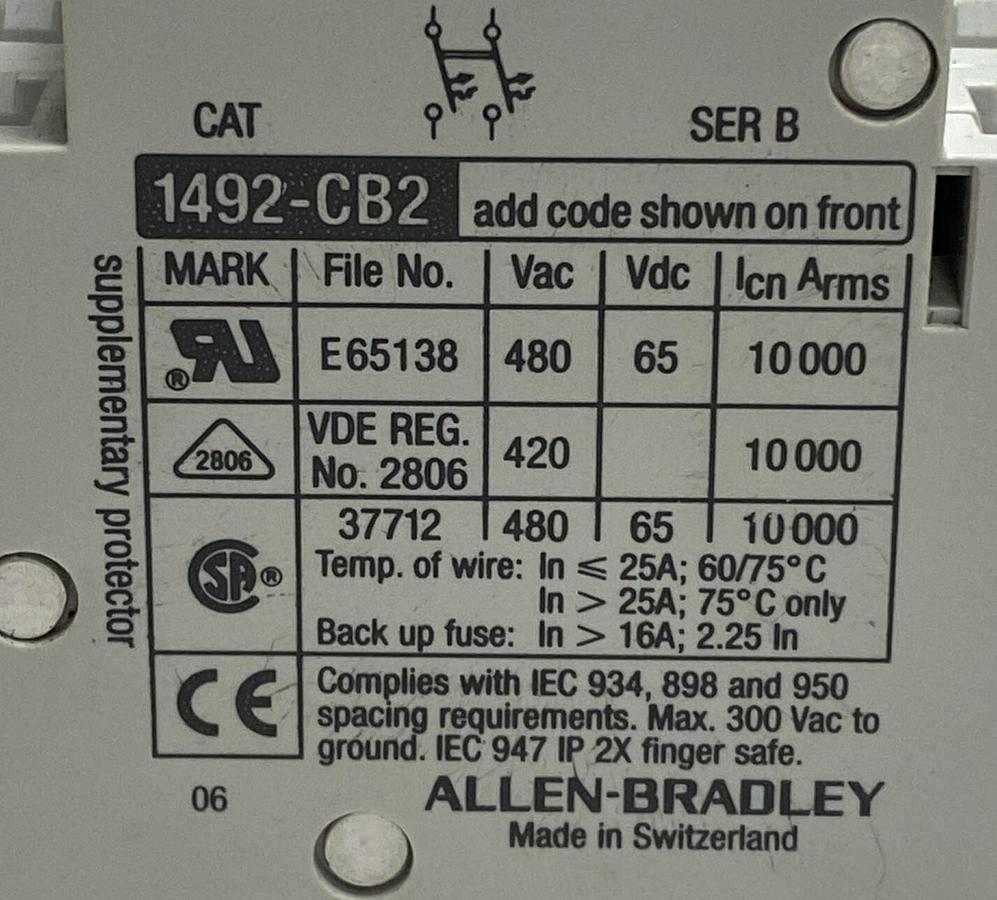 CAT SER B
1492-CB2 add code shown on front
MARK File No. Vac Vdc Icn Arms
RU® E65138 480 65 10 000
2806 VDE REG. No. 2806 420 10 000
37712 480 65 10 000
SA® Temp. of wire: In ≤ 25A; 60/75°C
In > 25A; 75°C only
Back up fuse: In > 16A; 2.25 In
CE Complies with IEC 934, 898 and 950
spacing requirements. Max. 300 Vac to
ground. IEC 947 IP 2X finger safe.
06 ALLEN-BRADLEY
Made in Switzerland
supplementary protector